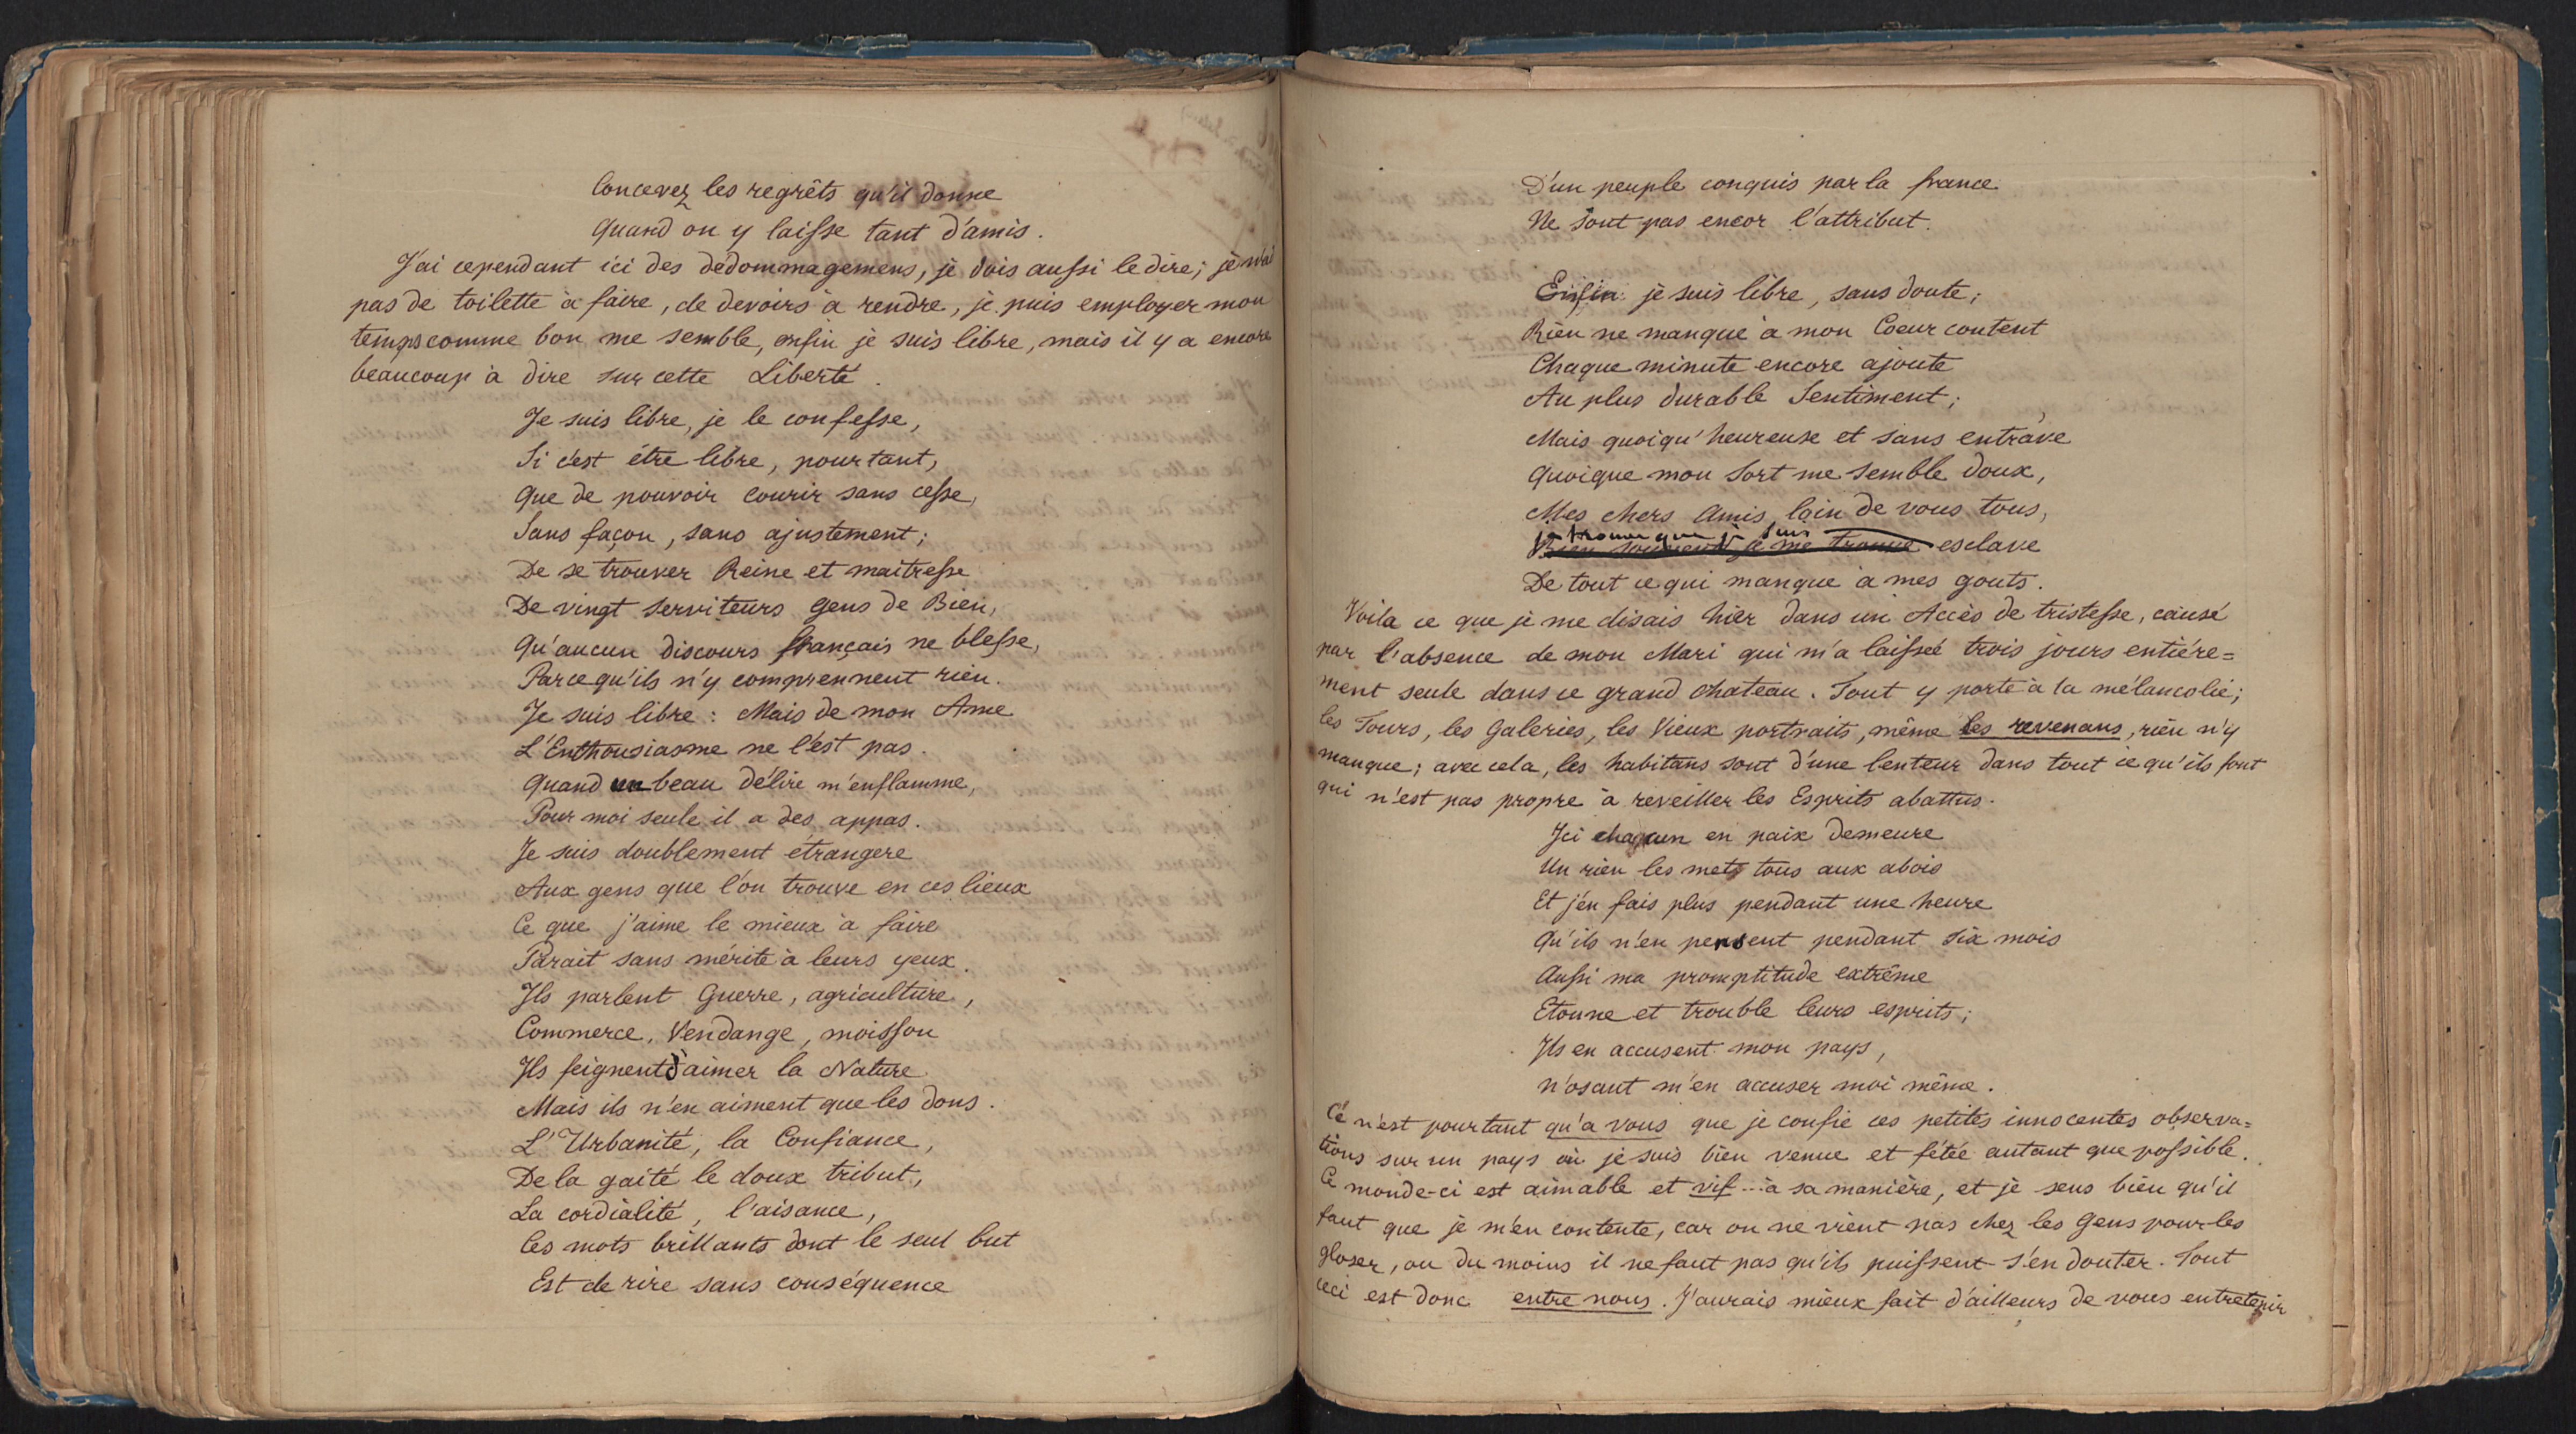 Concevez les regrêts qu'il donne
Quand on y laisse tant d'amis.
J'ai cependant ici des dédommagemens, je dois aussi le dire; je n'ai
pas de toilette à faire, de devoirs à rendre, je puis employer mon
temps comme bon me semble, enfin je suis libre, mais il y a encore
beaucoup à dire sur cette Liberté.
Je suis libre, je le confesse,
Si c'est être libre, pourtant,
Que de pouvoir courir sans cesse,
Sans façon, sans ajustement;
De se trouver Reine et maitresse
De vingt serviteurs gens de Bien,
Qu'aucun discours français ne blesse,
Parce qu'ils n'y comprennent rien.
Je suis libre: Mais de mon Ame
L'Enthousiasme ne l'est pas.
Quand un beau délire m'enflamme,
Pour moi seule il a des appas.
Je suis doublement étrangere
Aux gens que l'on trouve en ces lieux
Ce que j'aime le mieux à faire
Parait sans mérite à leurs yeux.
Ils parlent Guerre, agriculture,
Commerce, Vendange, moisson
Ils feignent d'aimer la Nature
Mais ils n'en aiment que les dons.
L'Urbanité, la Confiance,
De la gaité le doux tribut,
La cordialité, l'aisance,
Ces mots brillants dont le seul but
Est de rire sans conséquence
D'un peuple conquis par la france
Ne sont pas encor l'attribut.
Enfin je suis libre, sans doute;
Rien ne manque à mon Coeur content
Chaque minute encore ajoute
Au plus durable Sentiment;
Mais quoiqu'heureuse et sans entrave
Quoique mon Sort me semble doux,
Mes chers Amis, loin de vous tous,
je trouve que je suis
Bien souvent je me trouve esclave
De tout ce qui manque à mes gouts.
Voila ce que je me disais hier dans un Accès de tristesse, causé
par l'absence de mon Mari qui m'a laissée trois jours entière=
ment seule dans ce grand chateau. Tout y porte à la mélancolie;
les Tours, les Galeries, les Vieux portraits, même les revenans, rien n'y
manque; avec cela, les habitans sont d'une lenteur dans tout ce qu'ils font
qui n'est pas propre à reveiller les Esprits abattus.
Ici chacun en paix demeure
Un rien les mets tous aux abois
Et j'en fais plus pendant une heure
Qu'ils n'en pensent pendant six mois
Aussi ma promptitude extrême
Etonne et trouble leurs esprits;
Ils en accusent mon pays,
n'osant m'en accuser moi même.
Ce n'est pourtant qu'a vous que je confie ces petites innocentes observa=
tions sur un pays où je suis bien venue et fêtée autant que possible.
Ce monde-ci est aimable et vif... à sa manière, et je sens bien qu'il
faut que je m'en contente, car on ne vient pas chez les Gens pour les
gloser, ou du moins il ne faut pas qu'ils puissent s'en douter. Tout
ceci est donc entre nous. J'aurais mieux fait d'ailleurs de vous entretenir